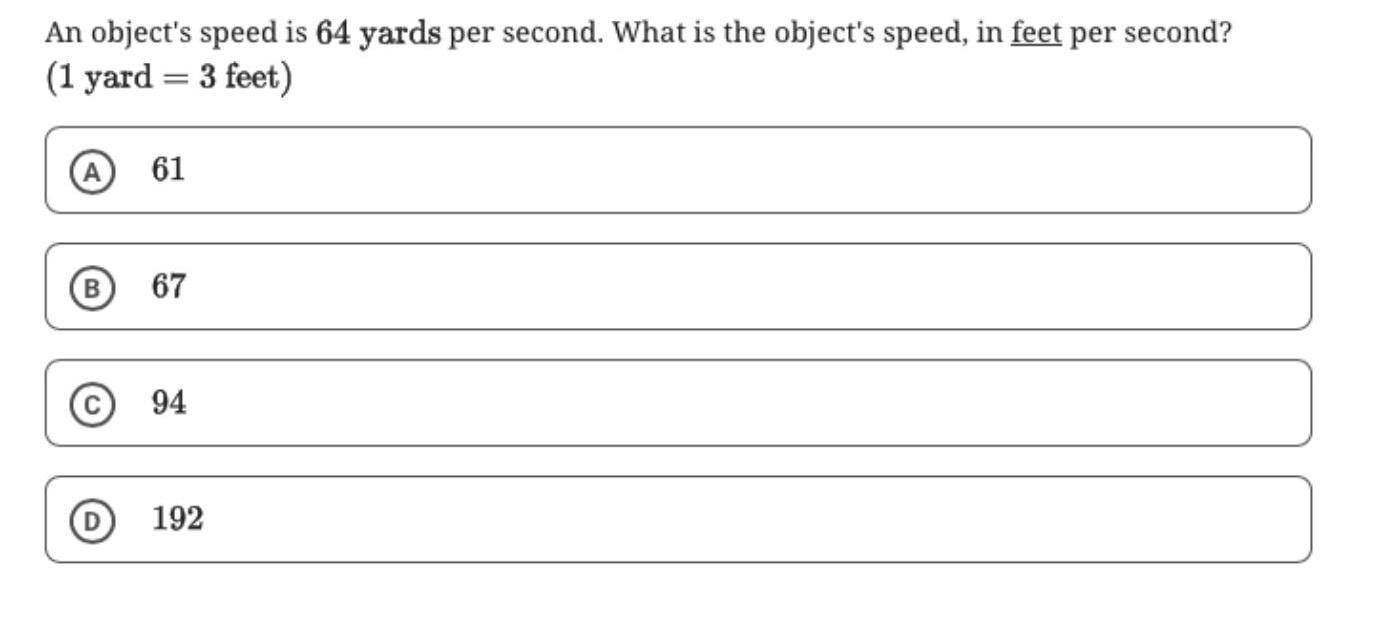 An object's speed is 64 yards per second. What is the object's speed, in feet per second?
(1 yard = 3 feet)
A 61
B 67
C 94
D 192